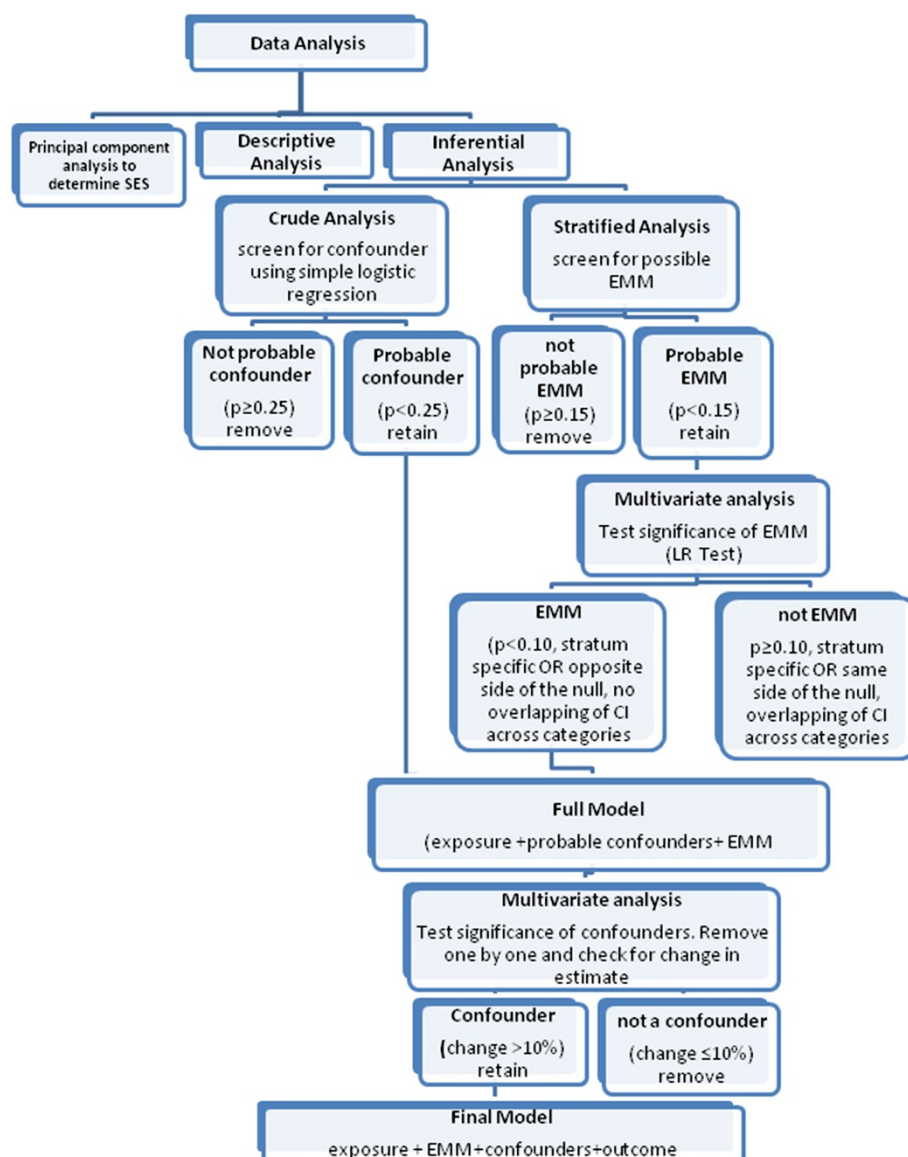 Data Analysis
Principal component
analysis to
determine SES
Descriptive
Analysis
Inferential
Analysis
Crude Analysis
screen for confounder
using simple logistic
regression
Stratified Analysis
screen for possible
EMM
Not probable
confounder
(p≥0.25)
remove
Probable
confounder
(p<0.25)
retain
not
probable
EMM
(p≥0.15)
remove
Probable
EMM
(p<0.15)
retain
Multivariate analysis
Test significance of EMM
(LR Test)
EMM
(p<0.10, stratum
specific OR opposite
side of the null, no
overlapping of CI
across categories
not EMM
p≥0.10, stratum
specific OR same
side of the null,
overlapping of CI
across categories
Full Model
(exposure +probable confounders+ EMM
Multivariate analysis
Test significance of confounders. Remove
one by one and check for change in
estimate
Confounder
(change >10%)
retain
not a confounder
(change ≤10%)
remove
Final Model
exposure + EMM+confounders+outcome